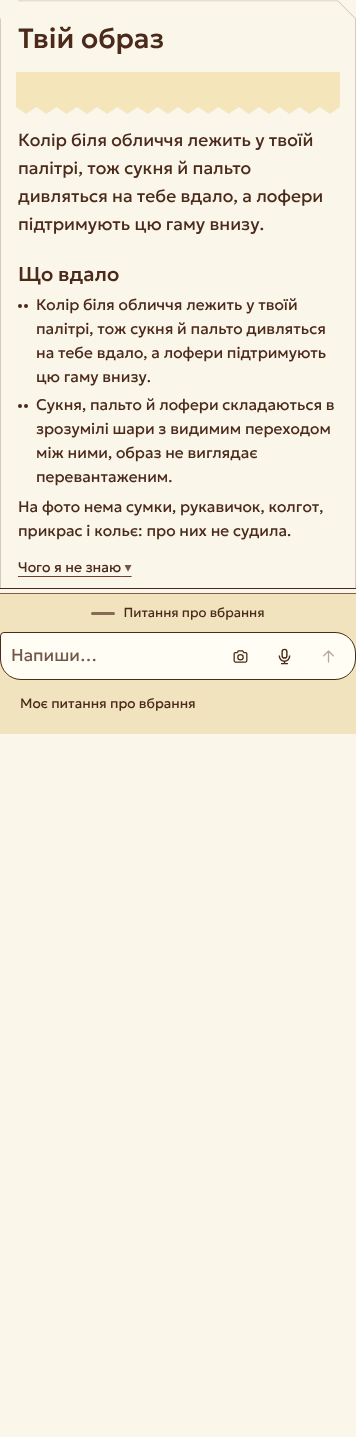 Твій образ
Колір біля обличчя лежить у твоїй
палітрі, тож сукня й пальто
дивляться на тебе вдало, а лофери
підтримують цю гаму внизу.
Що вдало
•• Колір біля обличчя лежить у твоїй
палітрі, тож сукня й пальто дивляться
на тебе вдало, а лофери підтримують
цю гаму внизу.
•• Сукня, пальто й лофери складаються в
зрозумілі шари з видимим переходом
між ними, образ не виглядає
перевантаженим.
На фото нема сумки, рукавичок, колгот,
прикрас і кольє: про них не судила.
Чого я не знаю ▾
Питання про вбрання
Напиши...
Моє питання про вбрання